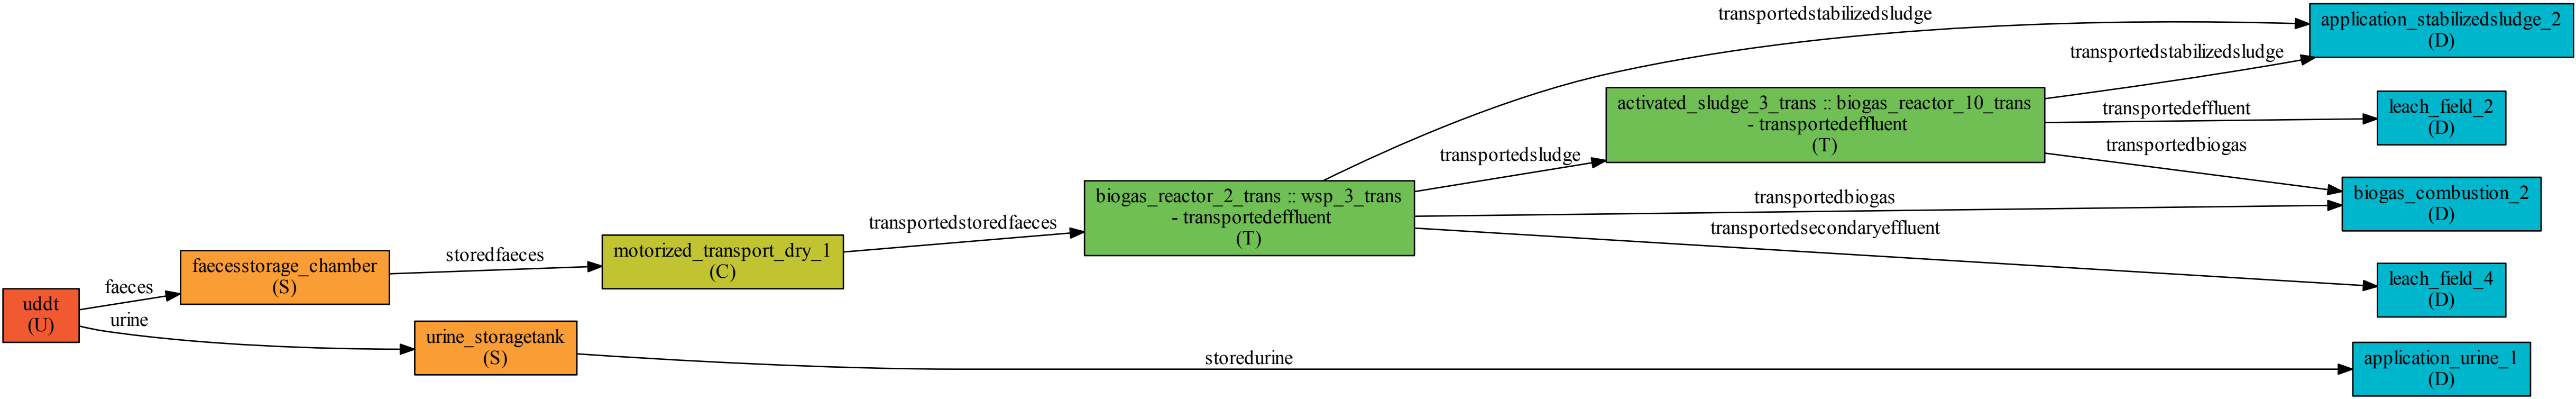 uddt
(U)
faeces
urine
faecesstorage_chamber
(S)
storedfaeces
urine_storagetank
(S)
motorized_transport_dry_1
(C)
transportedstoredfaeces
storedurine
biogas_reactor_2_trans :: wsp_3_trans
- transportedeffluent
(T)
transportedstabilizedsludge
transportedsludge
transportedbiogas
transportedsecondaryeffluent
activated_sludge_3_trans :: biogas_reactor_10_trans
- transportedeffluent
(T)
transportedstabilizedsludge
transportedeffluent
transportedbiogas
application_stabilizedsludge_2
(D)
leach_field_2
(D)
biogas_combustion_2
(D)
leach_field_4
(D)
application_urine_1
(D)